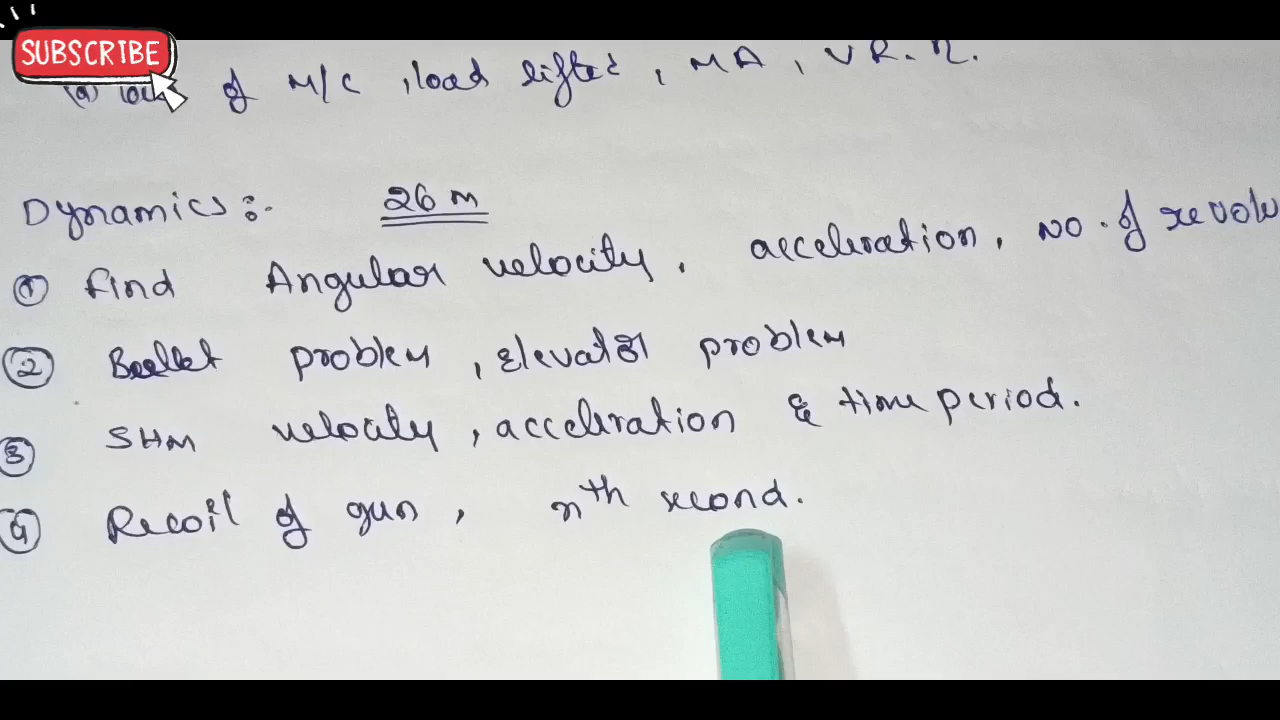 SUBSCRIBE
of M/C , load lifted , MA , VR . η .
Dynamics :- 26 m
① find Angular velocity , acceleration , No . of revolu
② Bullet problem , Elevator problem
③ SHM velocity , acceleration & time period .
④ Recoil of gun , nth second .